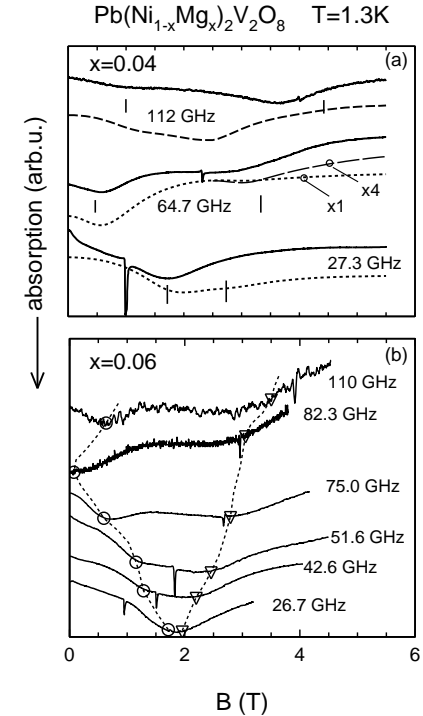 Pb(Ni1-xMgx)2V2O8 T=1.3K
x=0.04
(a)
112 GHz
x4
64.7 GHz
x1
27.3 GHz
absorption (arb.u.)
x=0.06
(b)
110 GHz
82.3 GHz
75.0 GHz
51.6 GHz
42.6 GHz
26.7 GHz
0 2 4 6
B (T)